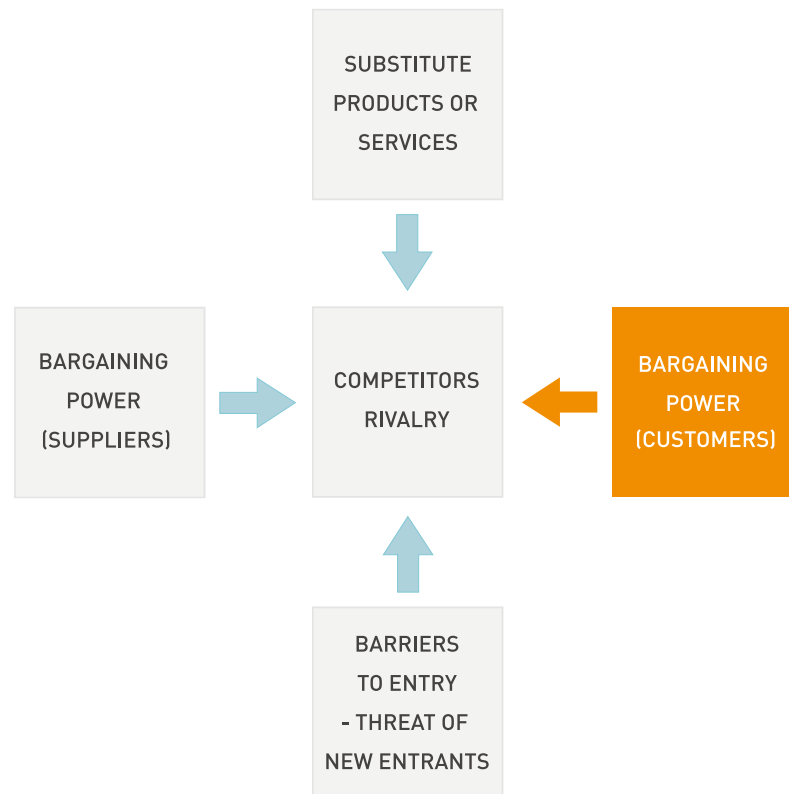 SUBSTITUTE
PRODUCTS OR
SERVICES
BARGAINING
POWER
(SUPPLIERS)
COMPETITORS
RIVALRY
BARGAINING
POWER
(CUSTOMERS)
BARRIERS
TO ENTRY
- THREAT OF
NEW ENTRANTS